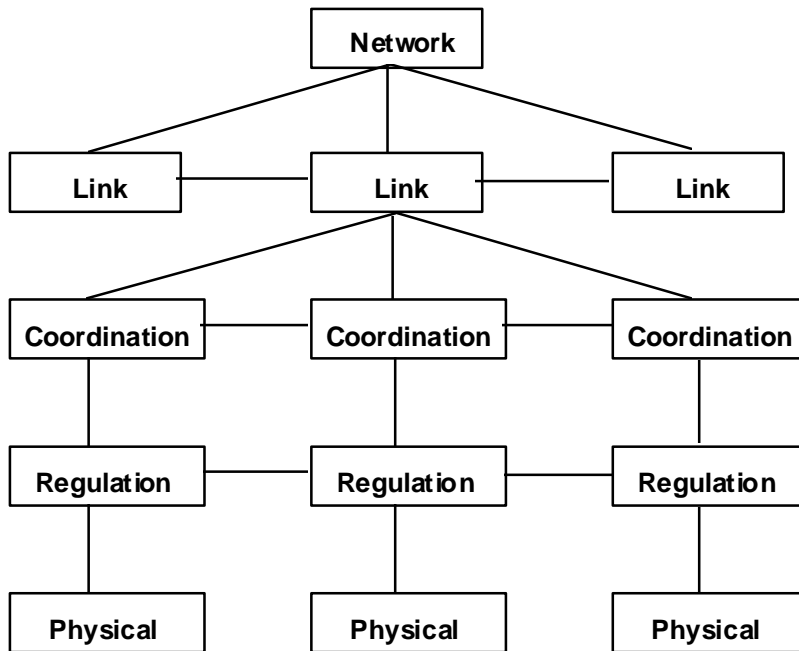 Network
Link Link Link
Coordination Coordination Coordination
Regulation Regulation Regulation
Physical Physical Physical